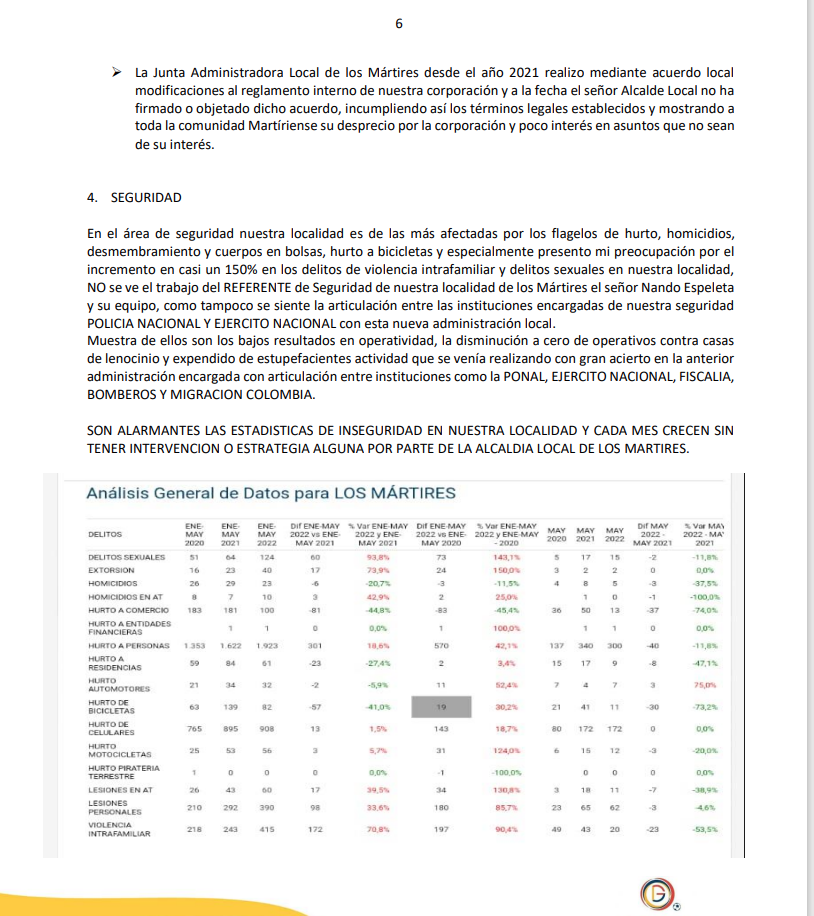 6
➢ La Junta Administradora Local de los Mártires desde el año 2021 realizo mediante acuerdo local
modificaciones al reglamento interno de nuestra corporación y a la fecha el señor Alcalde Local no ha
firmado o objetado dicho acuerdo, incumpliendo así los términos legales establecidos y mostrando a
toda la comunidad Martíriense su desprecio por la corporación y poco interés en asuntos que no sean
de su interés.
4. SEGURIDAD
En el área de seguridad nuestra localidad es de las más afectadas por los flagelos de hurto, homicidios,
desmembramiento y cuerpos en bolsas, hurto a bicicletas y especialmente presento mi preocupación por el
incremento en casi un 150% en los delitos de violencia intrafamiliar y delitos sexuales en nuestra localidad,
NO se ve el trabajo del REFERENTE de Seguridad de nuestra localidad de los Mártires el señor Nando Espeleta
y su equipo, como tampoco se siente la articulación entre las instituciones encargadas de nuestra seguridad
POLICIA NACIONAL Y EJERCITO NACIONAL con esta nueva administración local.
Muestra de ellos son los bajos resultados en operatividad, la disminución a cero de operativos contra casas
de lenocinio y expendido de estupefacientes actividad que se venía realizando con gran acierto en la anterior
administración encargada con articulación entre instituciones como la PONAL, EJERCITO NACIONAL, FISCALIA,
BOMBEROS Y MIGRACION COLOMBIA.
SON ALARMANTES LAS ESTADISTICAS DE INSEGURIDAD EN NUESTRA LOCALIDAD Y CADA MES CRECEN SIN
TENER INTERVENCION O ESTRATEGIA ALGUNA POR PARTE DE LA ALCALDIA LOCAL DE LOS MARTIRES.
Análisis General de Datos para LOS MÁRTIRES
DELITOS ENE-MAY 2020 ENE-MAY 2021 ENE-MAY 2022 Dif ENE-MAY 2022 vs ENE-MAY 2021 % Var ENE-MAY 2022 y ENE-MAY 2021 Dif ENE-MAY 2022 vs ENE-MAY 2020 % Var ENE-MAY 2022 y ENE-MAY - 2020 MAY 2020 MAY 2021 MAY 2022 Dif MAY 2022 - MAY 2021 % Var MAY 2022 - MA 2021
DELITOS SEXUALES 51 64 124 60 93,8% 73 143,1% 5 17 15 -2 -11,8%
EXTORSION 16 23 40 17 73,9% 24 150,0% 3 2 2 0 0,0%
HOMICIDIOS 26 29 23 -6 -20,7% -3 -11,5% 4 8 5 -3 -37,5%
HOMICIDIOS EN AT 8 7 10 3 42,9% 2 25,0% 1 0 -1 -100,0%
HURTO A COMERCIO 183 181 100 -81 -44,8% -83 -45,4% 36 50 13 -37 -74,0%
HURTO A ENTIDADES FINANCIERAS 1 1 0 0,0% 1 100,0% 1 1 0 0,0%
HURTO A PERSONAS 1.353 1.622 1.923 301 18,6% 570 42,1% 137 340 300 -40 -11,8%
HURTO A RESIDENCIAS 59 84 61 -23 -27,4% 2 3,4% 15 17 9 -8 -47,1%
HURTO AUTOMOTORES 21 34 32 -2 -5,9% 11 52,4% 7 4 7 3 75,0%
HURTO DE BICICLETAS 63 139 82 -57 -41,0% 19 30,2% 21 41 11 -30 -73,2%
HURTO DE CELULARES 765 895 908 13 1,5% 143 18,7% 80 172 172 0 0,0%
HURTO MOTOCICLETAS 25 53 56 3 5,7% 31 124,0% 6 15 12 -3 -20,0%
HURTO PIRATERIA TERRESTRE 1 0 0 0 0,0% -1 -100,0% 0 0 0 0,0%
LESIONES EN AT 26 43 60 17 39,5% 34 130,8% 3 18 11 -7 -38,9%
LESIONES PERSONALES 210 292 390 98 33,6% 180 85,7% 23 65 62 -3 -4,6%
VIOLENCIA INTRAFAMILIAR 218 243 415 172 70,8% 197 90,4% 49 43 20 -23 -53,5%